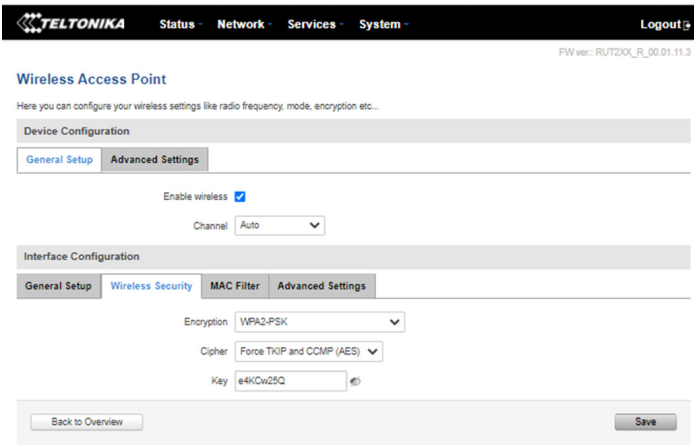 TELTONIKA Status Network Services System Logout
FW ver.: RUT2XX_R_00.01.11.3
Wireless Access Point
Here you can configure your wireless settings like radio frequency, mode, encryption etc...
Device Configuration
General Setup Advanced Settings
Enable wireless
Channel Auto
Interface Configuration
General Setup Wireless Security MAC Filter Advanced Settings
Encryption WPA2-PSK
Cipher Force TKIP and CCMP (AES)
Key e4KCw25Q
Back to Overview Save